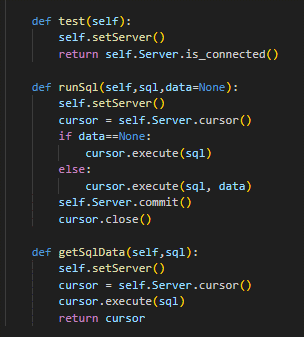 def test(self):
    self.setServer()
    return self.Server.is_connected()

def runSql(self,sql,data=None):
    self.setServer()
    cursor = self.Server.cursor()
    if data==None:
        cursor.execute(sql)
    else:
        cursor.execute(sql, data)
    self.Server.commit()
    cursor.close()

def getSqlData(self,sql):
    self.setServer()
    cursor = self.Server.cursor()
    cursor.execute(sql)
    return cursor